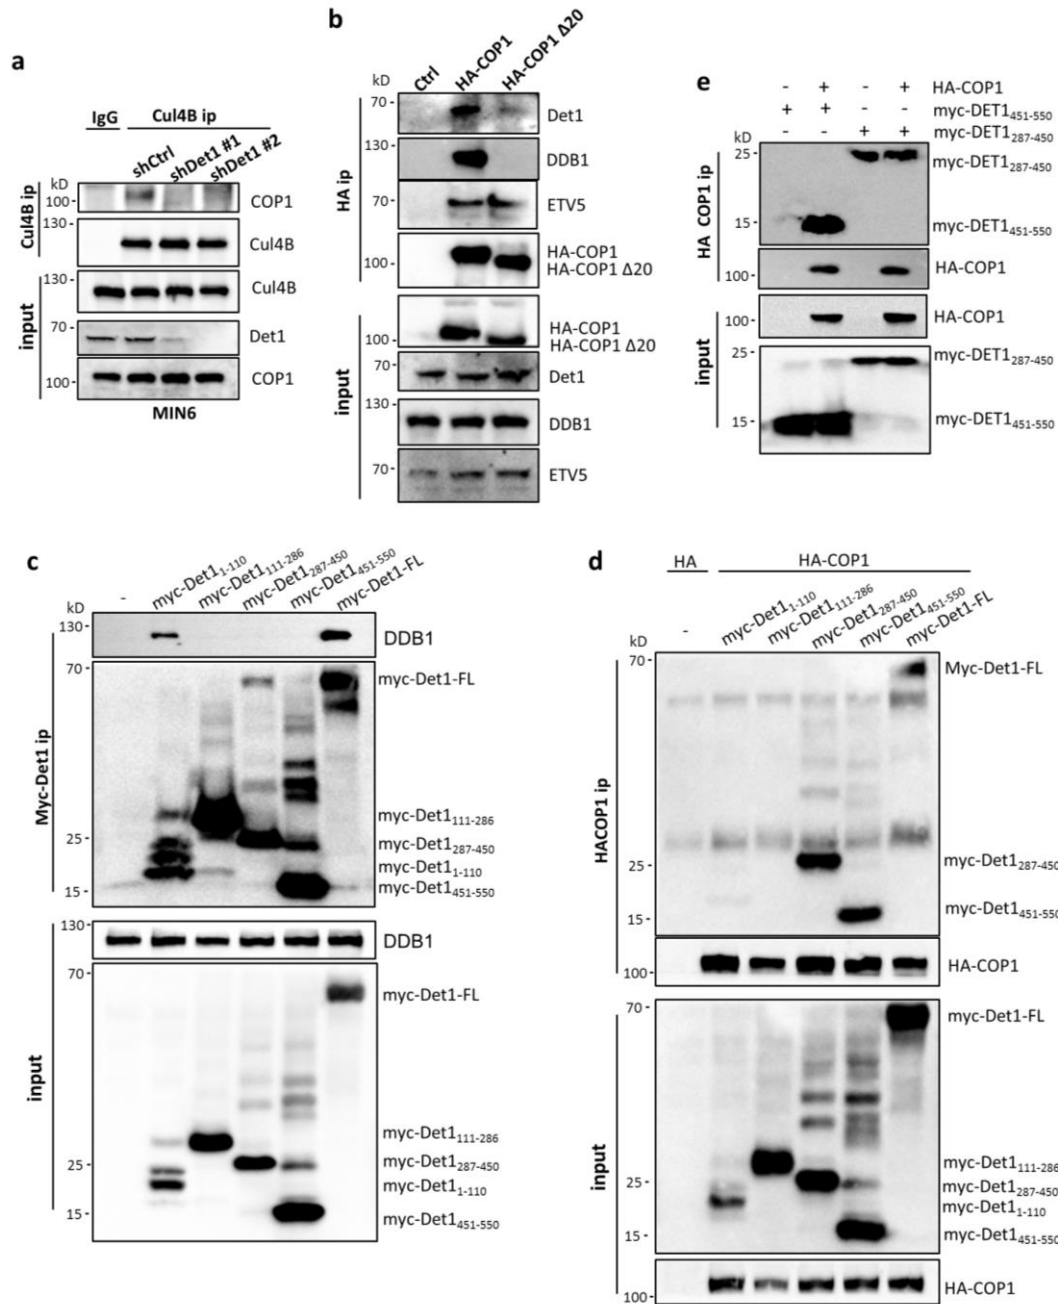 a
IgG Cul4B ip
shCtrl shDet1 #1 shDet1 #2
Cul4B ip
kD
100 COP1
130 Cul4B
input
130 Cul4B
70 Det1
100 COP1
MIN6
b
Ctrl HA-COP1 HA-COP1 Δ20
kD
HA ip
70 Det1
130 DDB1
70 ETV5
100 HA-COP1
HA-COP1 Δ20
input
100 HA-COP1
HA-COP1 Δ20
70 Det1
130 DDB1
70 ETV5
e
- + - + HA-COP1
+ + - - myc-DET1451-550
- - + + myc-DET1287-450
kD
HA COP1 ip
25 myc-DET1287-450
15 myc-DET1451-550
100 HA-COP1
input
100 HA-COP1
25 myc-DET1287-450
15 myc-DET1451-550
c
- myc-Det11-110 myc-Det1111-286 myc-Det1287-450 myc-Det1451-550 myc-Det1-FL
kD
Myc-Det1 ip
130 DDB1
70 myc-Det1-FL
myc-Det1111-286
25 myc-Det1287-450
myc-Det11-110
15 myc-Det1451-550
input
130 DDB1
70 myc-Det1-FL
myc-Det1111-286
25 myc-Det1287-450
myc-Det11-110
15 myc-Det1451-550
d
HA HA-COP1
- myc-Det11-110 myc-Det1111-286 myc-Det1287-450 myc-Det1451-550 myc-Det1-FL
kD
HACOP1 ip
70 Myc-Det1-FL
25 myc-Det1287-450
15 myc-Det1451-550
100 HA-COP1
input
70 myc-Det1-FL
myc-Det1111-286
25 myc-Det1287-450
myc-Det11-110
15 myc-Det1451-550
100 HA-COP1